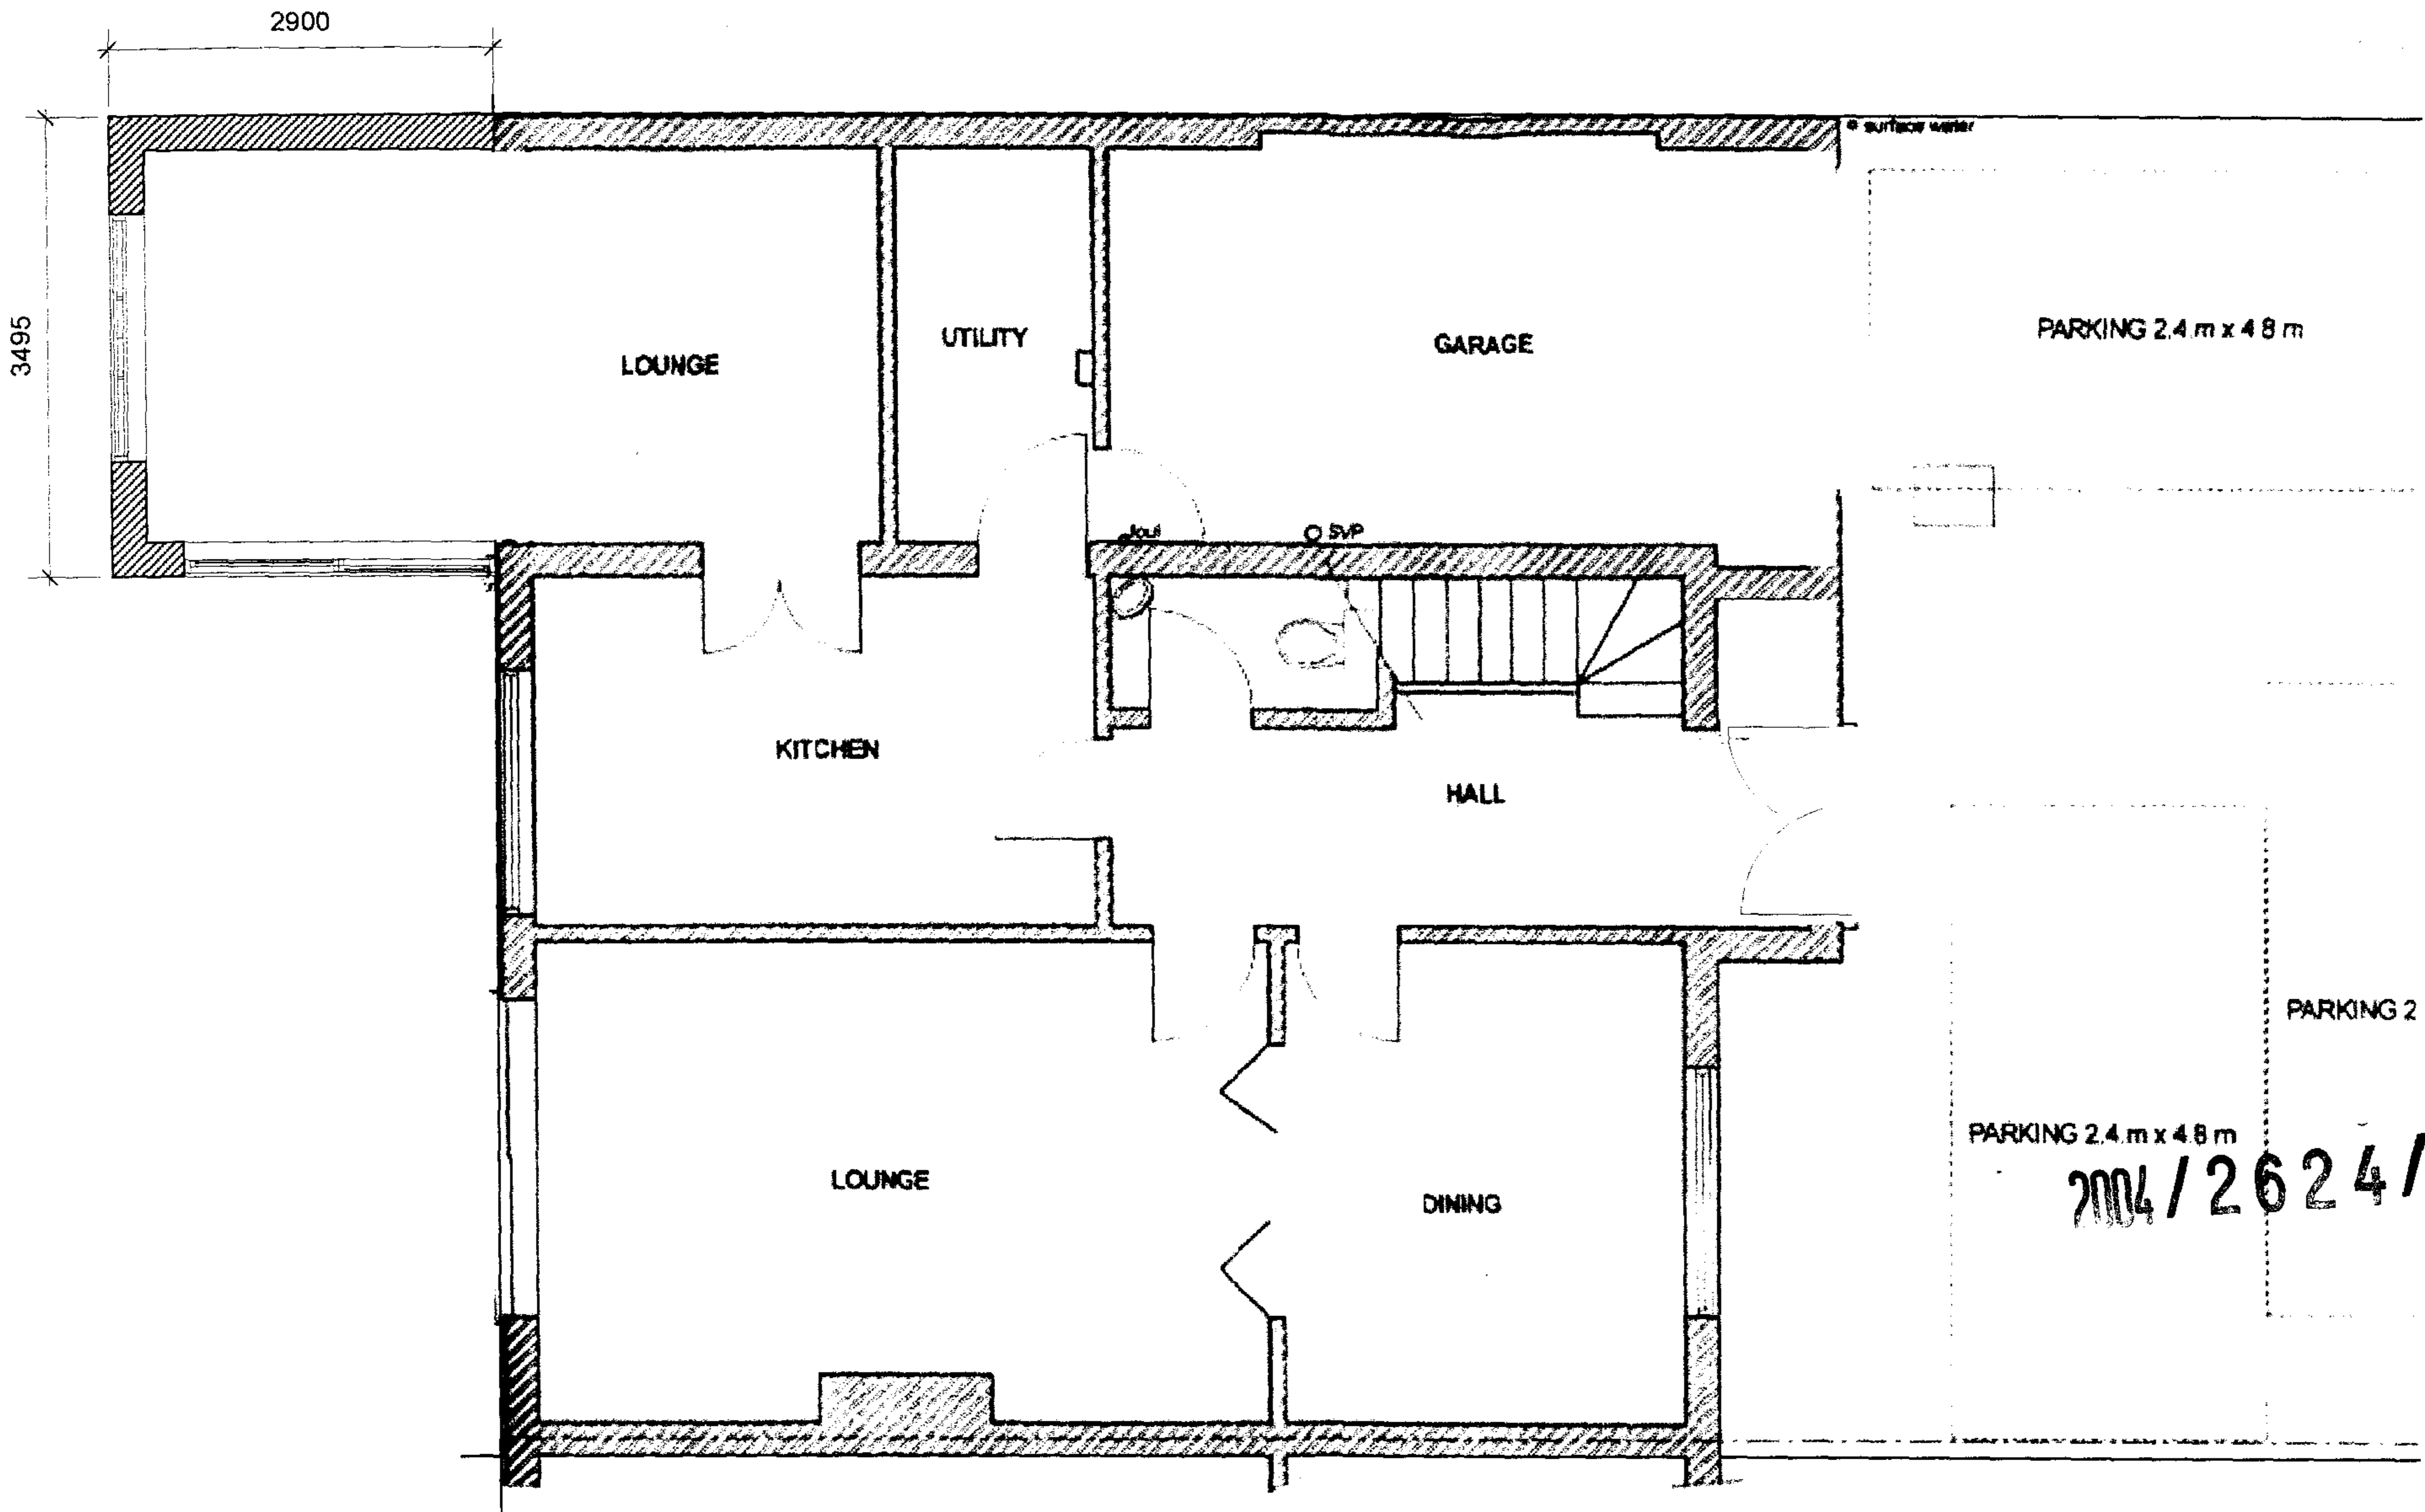 2900
surface water
3495
PARKING 2.4 m x 4 8 m
UTILITY
GARAGE
LOUNGE
foul
SVP
KITCHEN
HALL
PARKING 2
PARKING 2.4 m x 4.8 m
2004/2624/
LOUNGE
DINING